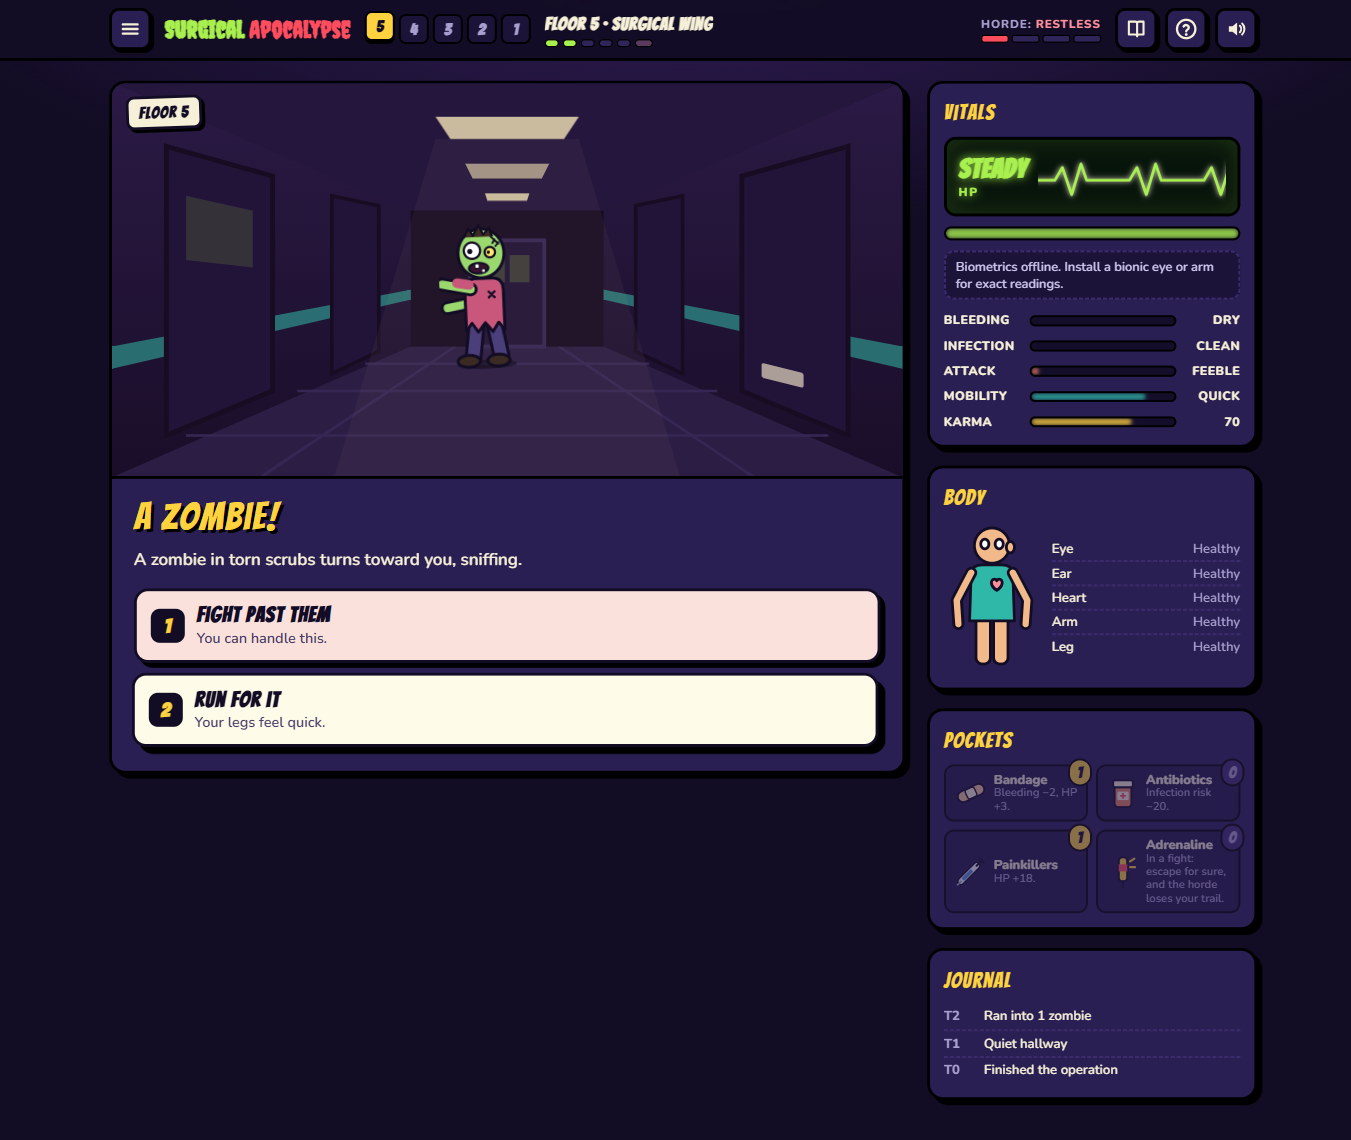 SURGICAL APOCALYPSE
5 4 3 2 1
FLOOR 5 • SURGICAL WING
HORDE: RESTLESS
FLOOR 5
A ZOMBIE!
A zombie in torn scrubs turns toward you, sniffing.
1
FIGHT PAST THEM
You can handle this.
2
RUN FOR IT
Your legs feel quick.
VITALS
STEADY
HP
Biometrics offline. Install a bionic eye or arm
for exact readings.
BLEEDING DRY
INFECTION CLEAN
ATTACK FEEBLE
MOBILITY QUICK
KARMA 70
BODY
Eye Healthy
Ear Healthy
Heart Healthy
Arm Healthy
Leg Healthy
POCKETS
Bandage 1
Bleeding −2, HP
+3.
Antibiotics 0
Infection risk
−20.
Painkillers 1
HP +18.
Adrenaline 0
In a fight:
escape for sure,
and the horde
loses your trail.
JOURNAL
T2 Ran into 1 zombie
T1 Quiet hallway
T0 Finished the operation